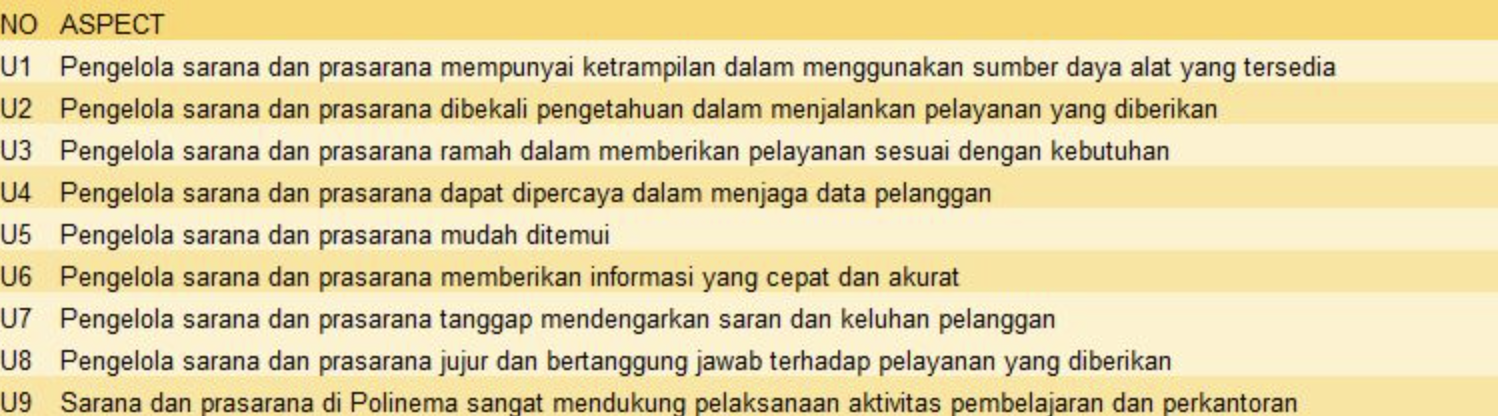 NO ASPECT
U1 Pengelola sarana dan prasarana mempunyai ketrampilan dalam menggunakan sumber daya alat yang tersedia
U2 Pengelola sarana dan prasarana dibekali pengetahuan dalam menjalankan pelayanan yang diberikan
U3 Pengelola sarana dan prasarana ramah dalam memberikan pelayanan sesuai dengan kebutuhan
U4 Pengelola sarana dan prasarana dapat dipercaya dalam menjaga data pelanggan
U5 Pengelola sarana dan prasarana mudah ditemui
U6 Pengelola sarana dan prasarana memberikan informasi yang cepat dan akurat
U7 Pengelola sarana dan prasarana tanggap mendengarkan saran dan keluhan pelanggan
U8 Pengelola sarana dan prasarana jujur dan bertanggung jawab terhadap pelayanan yang diberikan
U9 Sarana dan prasarana di Polinema sangat mendukung pelaksanaan aktivitas pembelajaran dan perkantoran